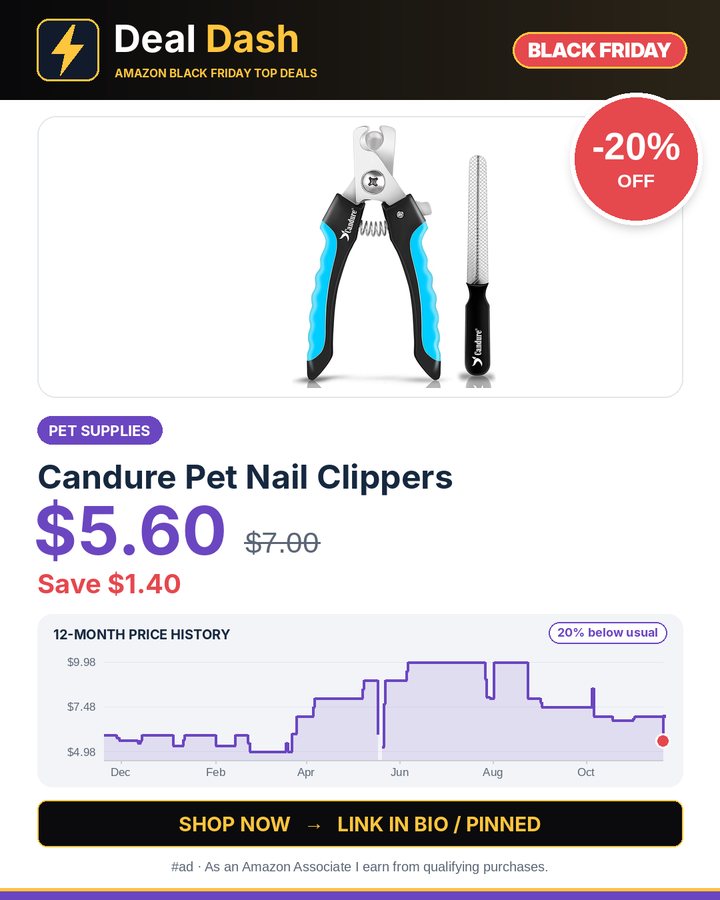 Deal Dash
AMAZON BLACK FRIDAY TOP DEALS
BLACK FRIDAY
-20%
OFF
Candure
Candure
PET SUPPLIES
Candure Pet Nail Clippers
$5.60 $7.00
Save $1.40
12-MONTH PRICE HISTORY
20% below usual
$9.98
$7.48
$4.98
Dec Feb Apr Jun Aug Oct
SHOP NOW → LINK IN BIO / PINNED
#ad · As an Amazon Associate I earn from qualifying purchases.